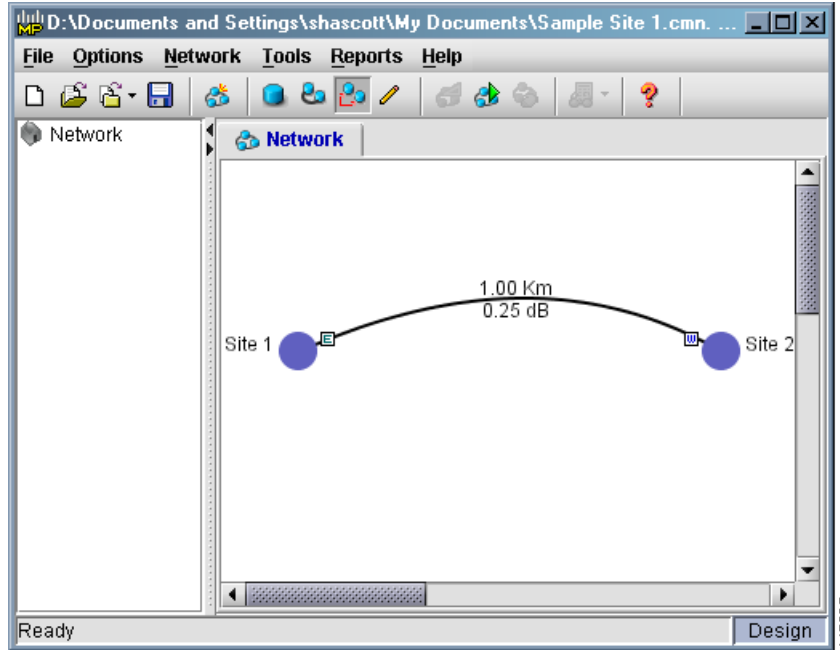 MP D:\Documents and Settings\shascott\My Documents\Sample Site 1.cmn. ...
File Options Network Tools Reports Help
Network
Network
1.00 Km
0.25 dB
Site 1
E
W
Site 2
Ready
Design